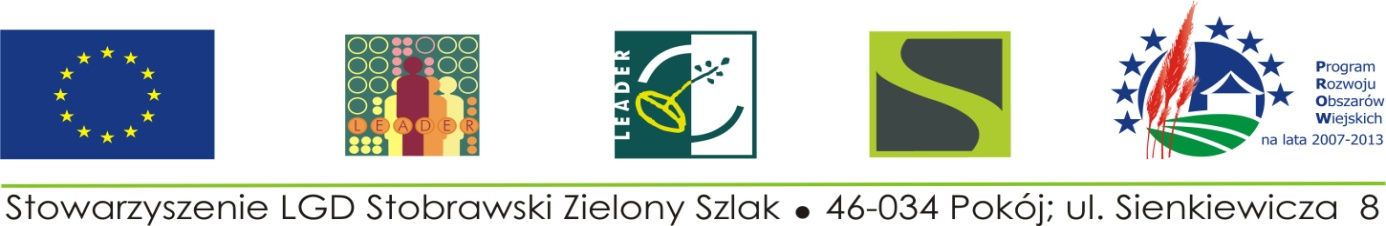 LEADER
LEADER
Program
Rozwoju
Obszarów
Wiejskich
na lata 2007-2013
Stowarzyszenie LGD Stobrawski Zielony Szlak • 46-034 Pokój; ul. Sienkiewicza 8